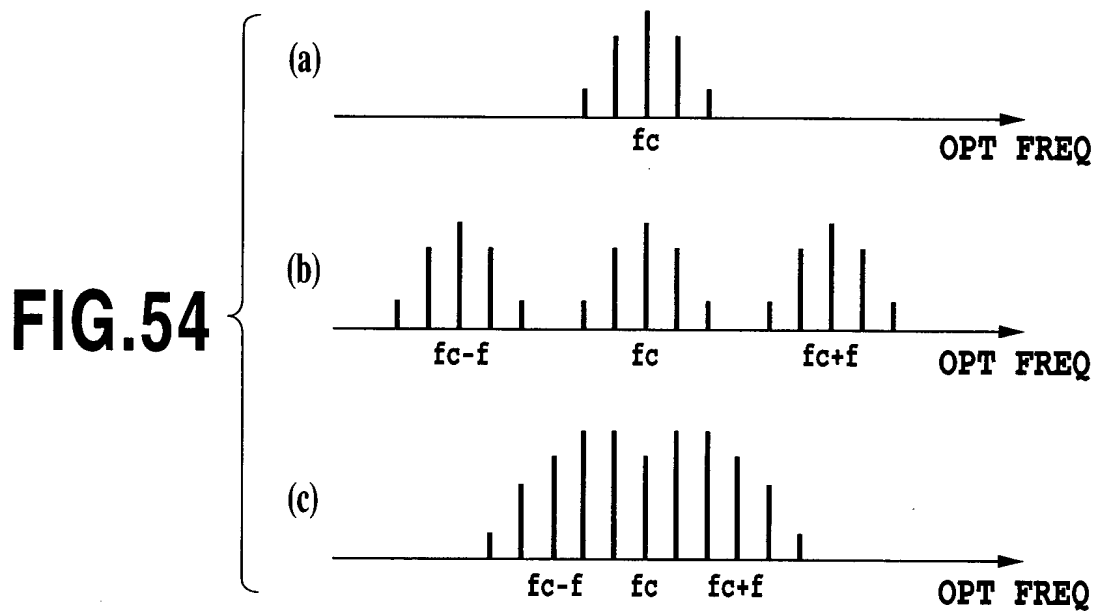 (a)
fc
OPT FREQ
FIG.54
(b)
fc-f fc fc+f
OPT FREQ
(c)
fc-f fc fc+f
OPT FREQ